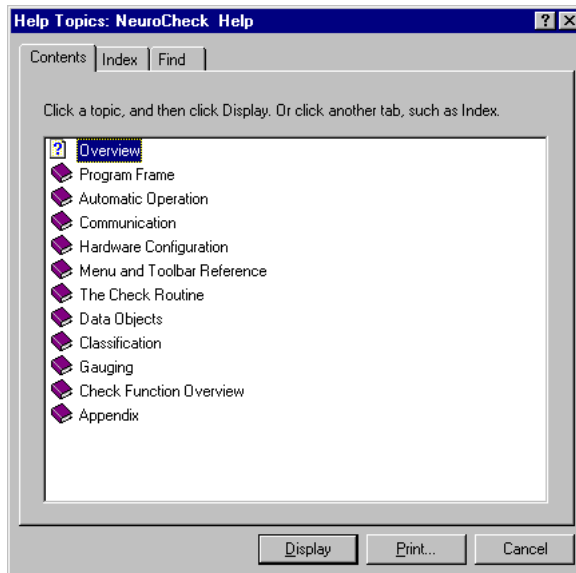 Help Topics: NeuroCheck Help
Contents Index Find
Click a topic, and then click Display. Or click another tab, such as Index.
Overview
Program Frame
Automatic Operation
Communication
Hardware Configuration
Menu and Toolbar Reference
The Check Routine
Data Objects
Classification
Gauging
Check Function Overview
Appendix
Display Print... Cancel